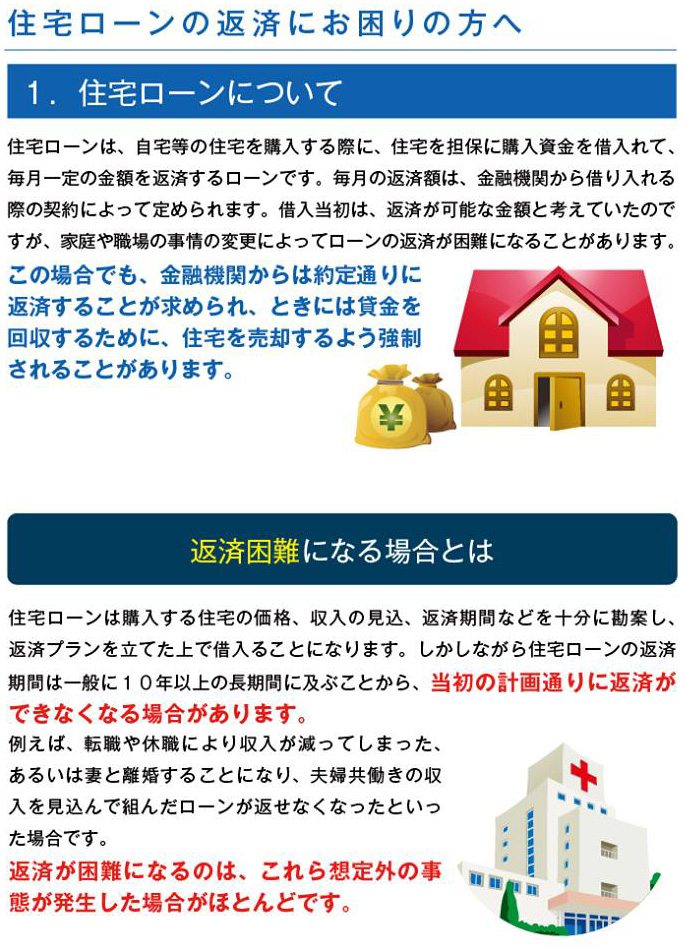 住宅ローンの返済にお困りの方へ
１．住宅ローンについて
住宅ローンは、自宅等の住宅を購入する際に、住宅を担保に購入資金を借入れて、
毎月一定の金額を返済するローンです。毎月の返済額は、金融機関から借り入れる
際の契約によって定められます。借入当初は、返済が可能な金額と考えていたので
すが、家庭や職場の事情の変更によってローンの返済が困難になることがあります。
この場合でも、金融機関からは約定通りに
返済することが求められ、ときには貸金を
回収するために、住宅を売却するよう強制
されることがあります。
¥
返済困難になる場合とは
住宅ローンは購入する住宅の価格、収入の見込、返済期間などを十分に勘案し、
返済プランを立てた上で借入ることになります。しかしながら住宅ローンの返済
期間は一般に１０年以上の長期間に及ぶことから、当初の計画通りに返済が
できなくなる場合があります。
例えば、転職や休職により収入が減ってしまった、
あるいは妻と離婚することになり、夫婦共働きの収
入を見込んで組んだローンが返せなくなったといっ
た場合です。
返済が困難になるのは、これら想定外の事
態が発生した場合がほとんどです。